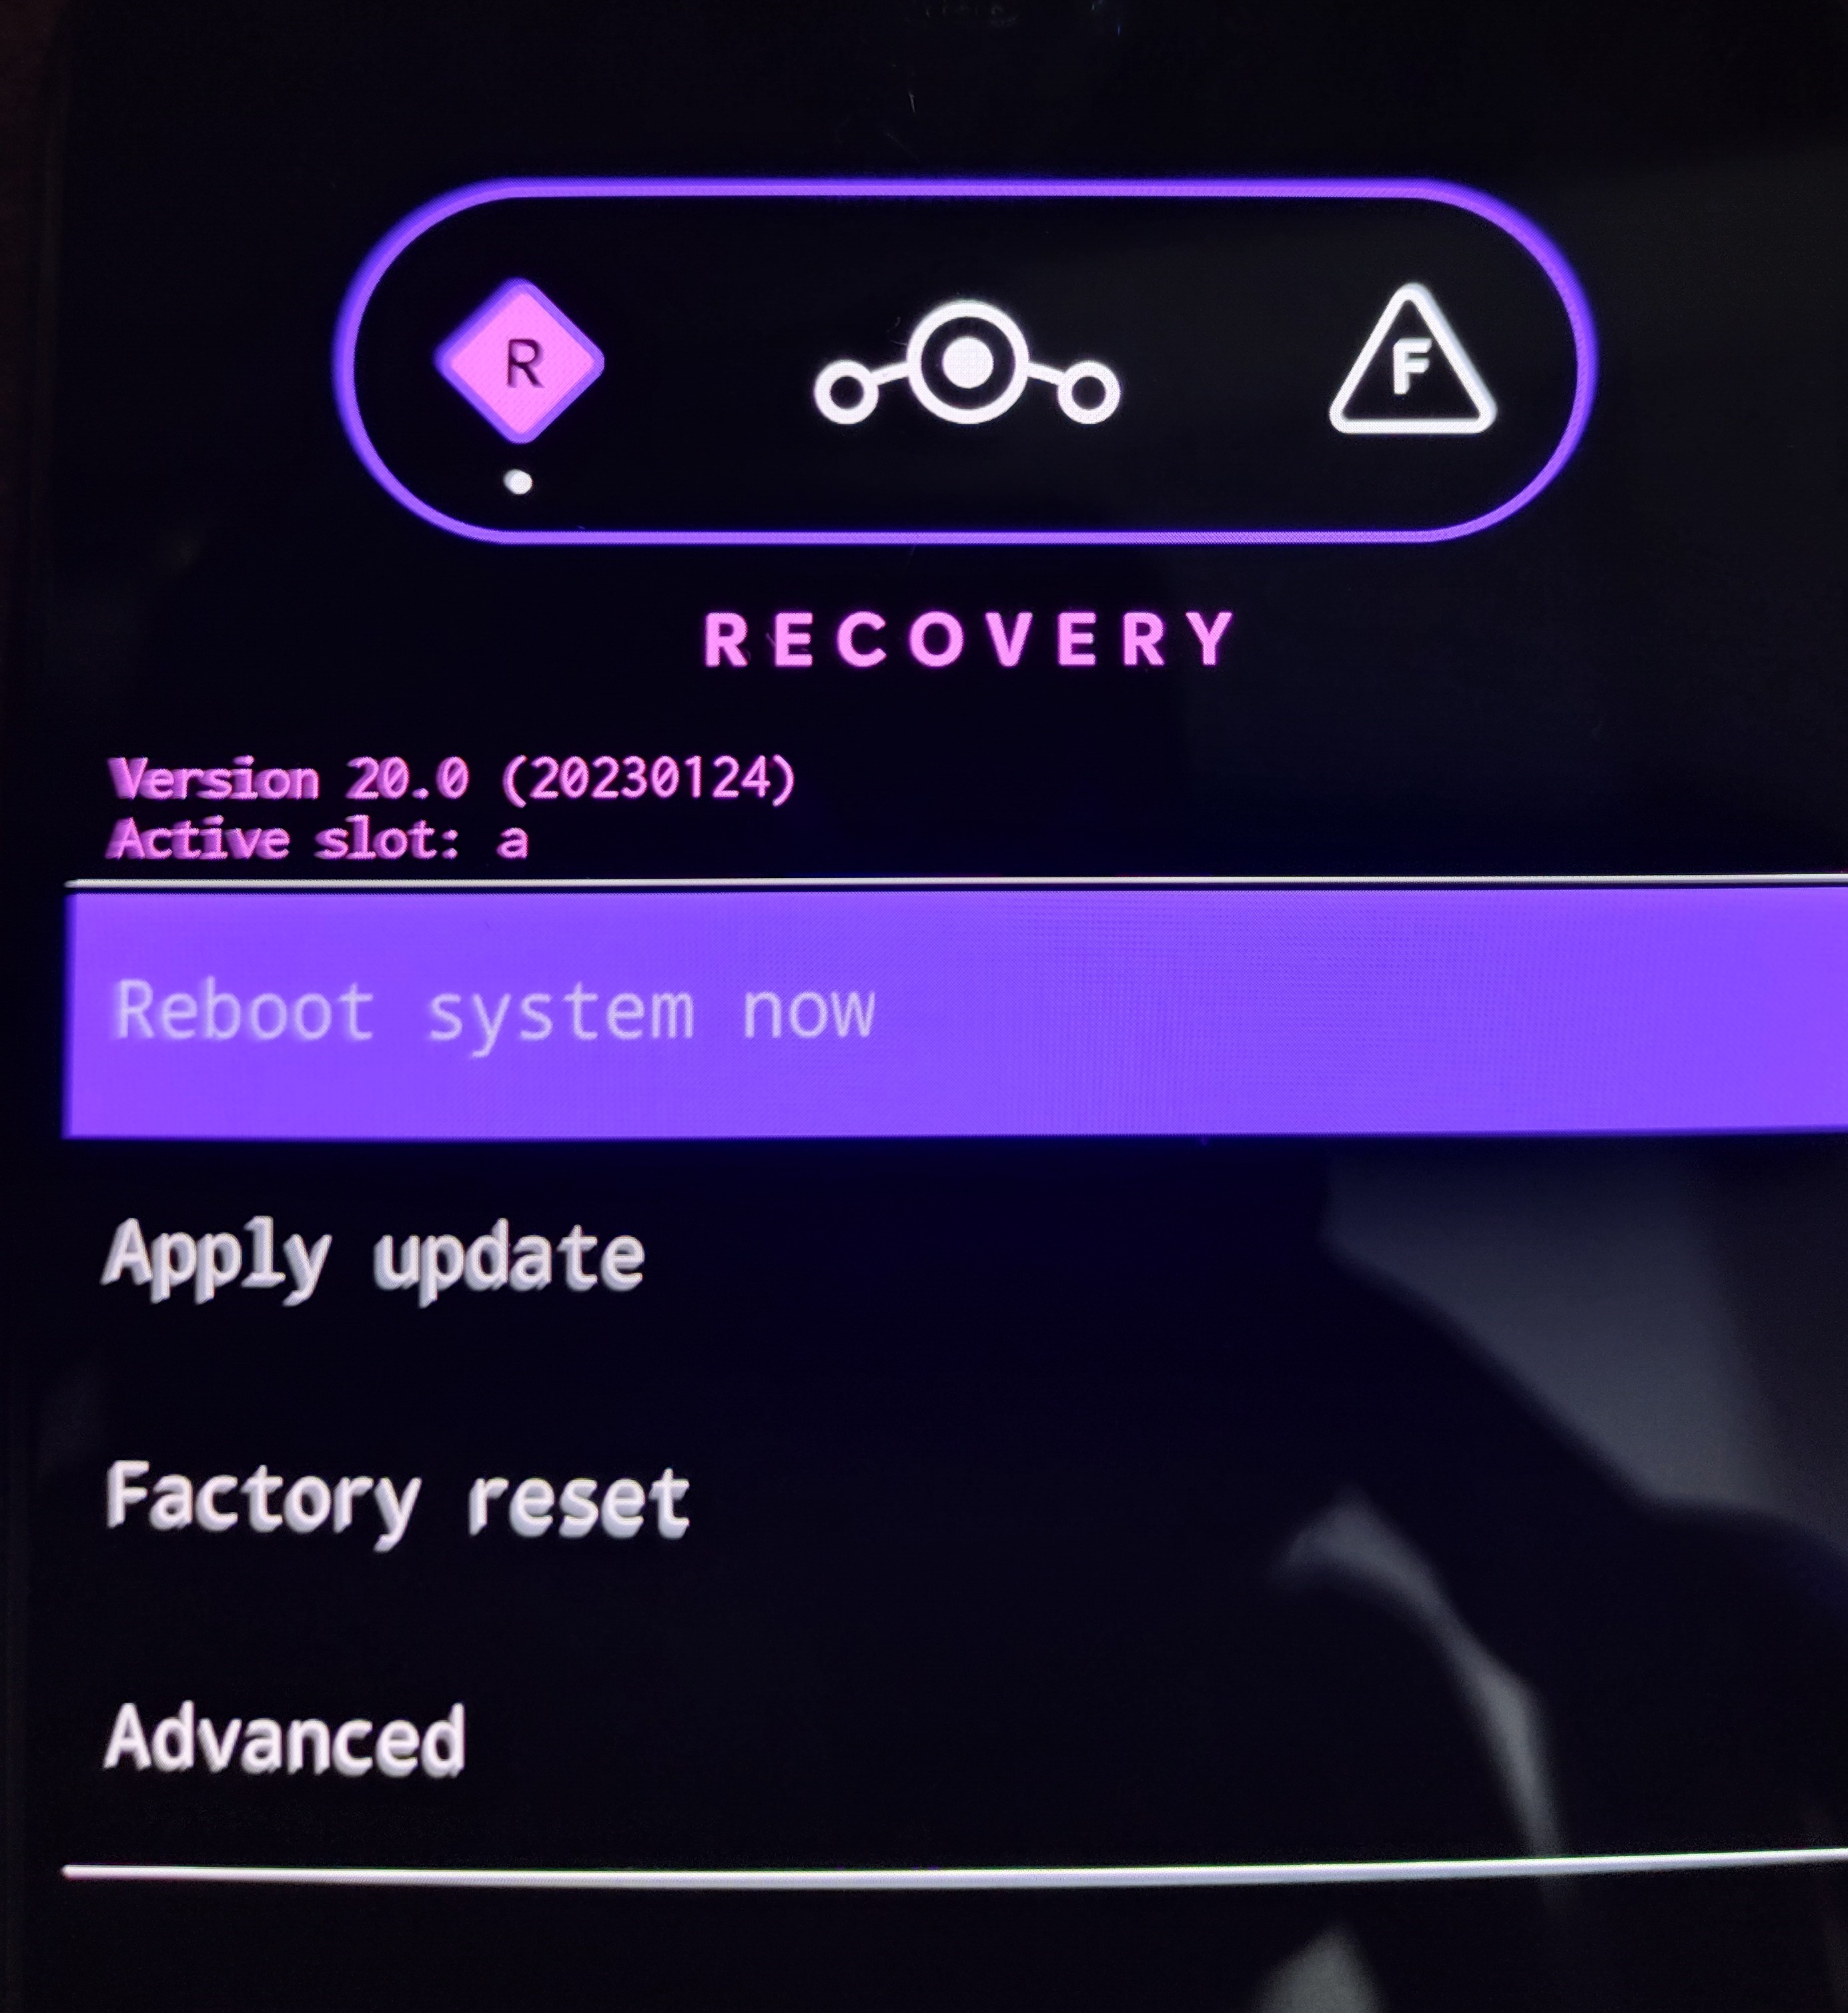 R F
RECOVERY
Version 20.0 (20230124)
Active slot: a
Reboot system now
Apply update
Factory reset
Advanced